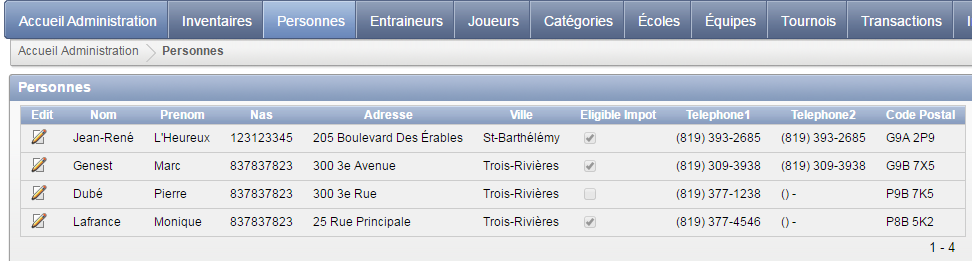 Accueil Administration Inventaires Personnes Entraineurs Joueurs Catégories Écoles Équipes Tournois Transactions
Accueil Administration Personnes
Personnes
Edit Nom Prenom Nas Adresse Ville Eligible Impot Telephone1 Telephone2 Code Postal
Jean-René L'Heureux 123123345 205 Boulevard Des Érables St-Barthélémy (819) 393-2685 (819) 393-2685 G9A 2P9
Genest Marc 837837823 300 3e Avenue Trois-Rivières (819) 309-3938 (819) 309-3938 G9B 7X5
Dubé Pierre 837837823 300 3e Rue Trois-Rivières (819) 377-1238 () - P9B 7K5
Lafrance Monique 837837823 25 Rue Principale Trois-Rivières (819) 377-4546 () - P8B 5K2
1 - 4